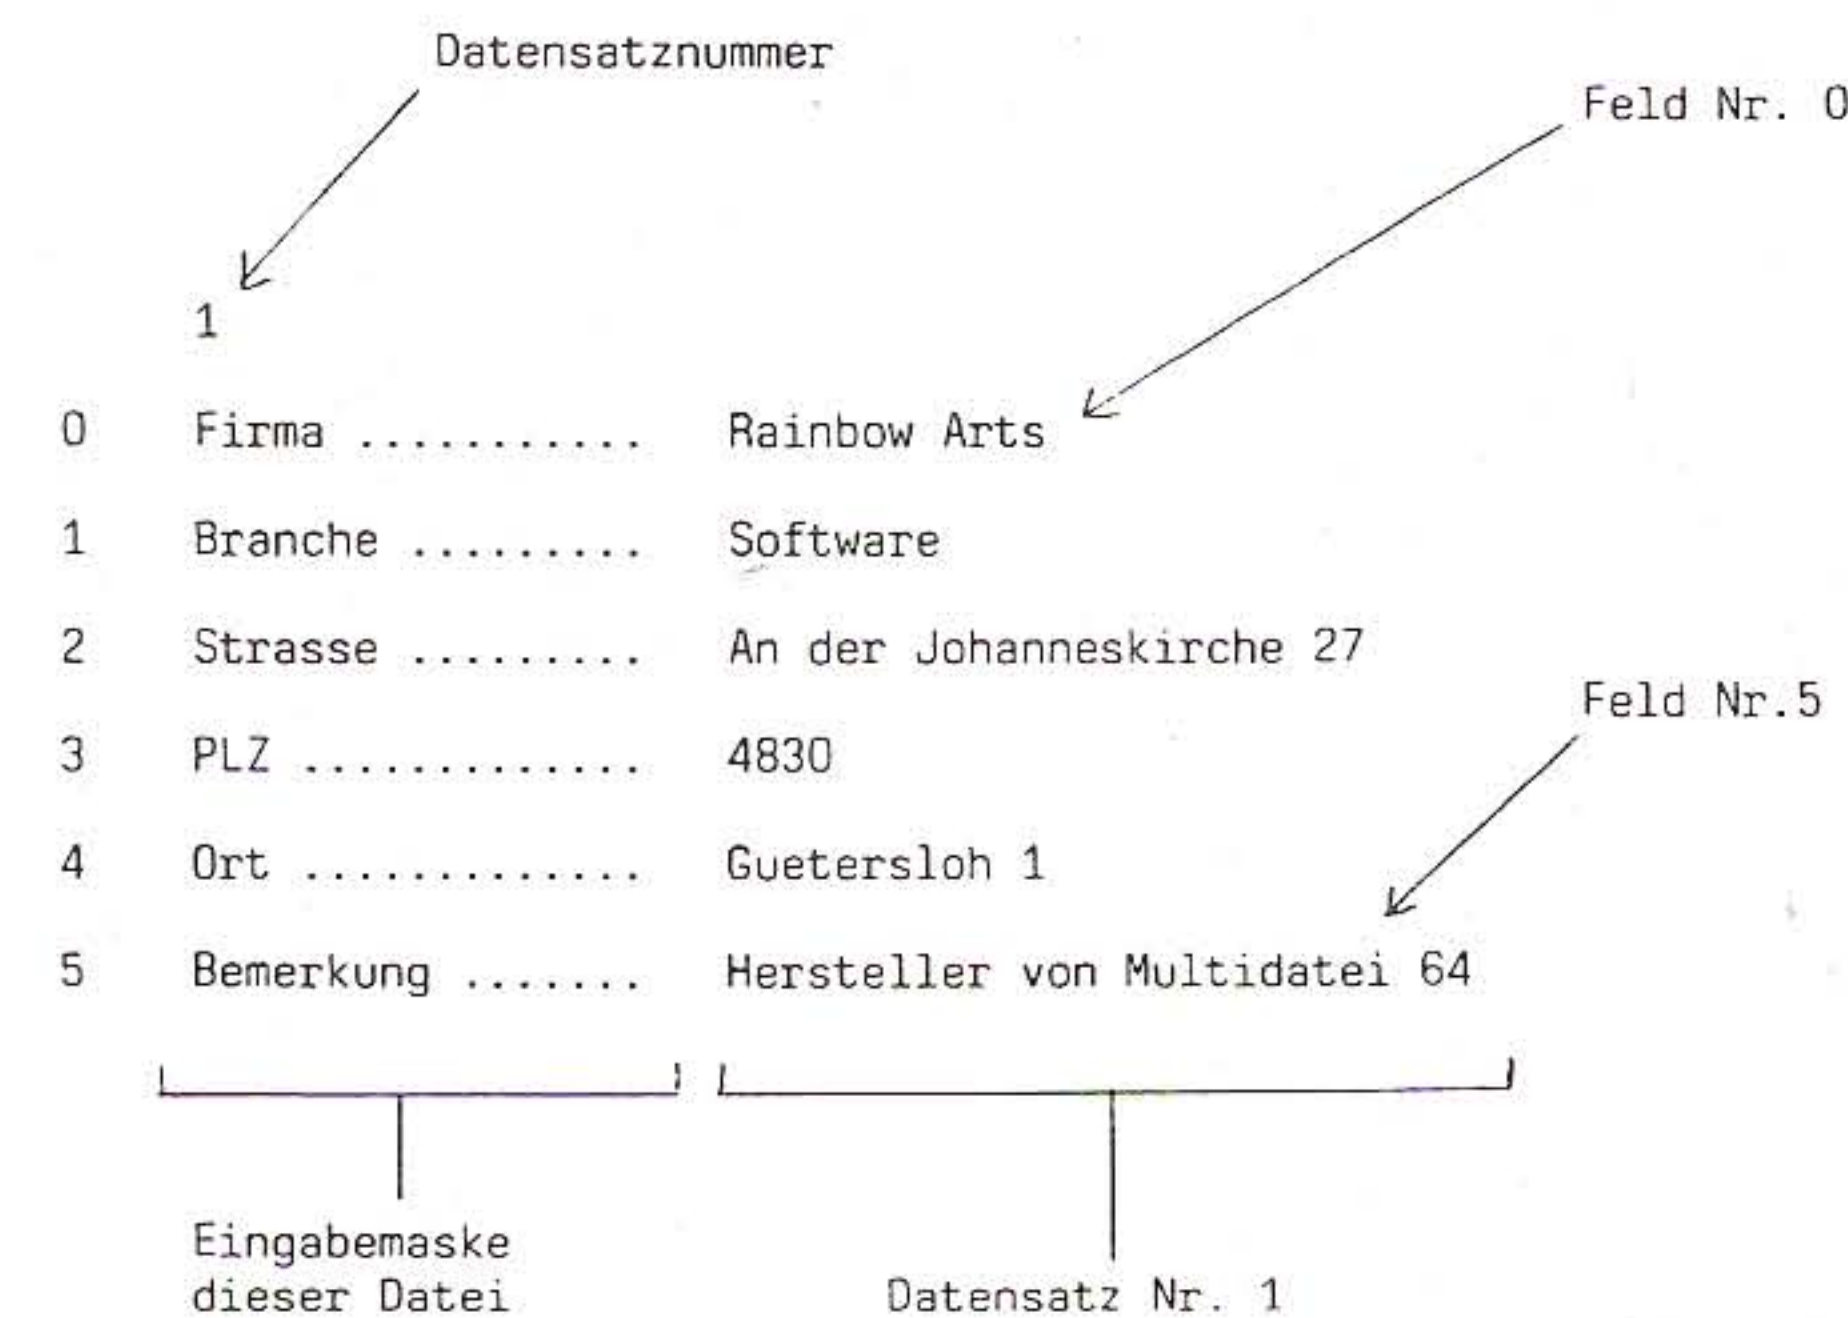 Datensatznummer
Feld Nr. 0
1
0 Firma ........... Rainbow Arts
1 Branche ......... Software
2 Strasse ......... An der Johanneskirche 27
Feld Nr.5
3 PLZ ............. 4830
4 Ort ............. Guetersloh 1
5 Bemerkung ....... Hersteller von Multidatei 64
Eingabemaske
dieser Datei
Datensatz Nr. 1